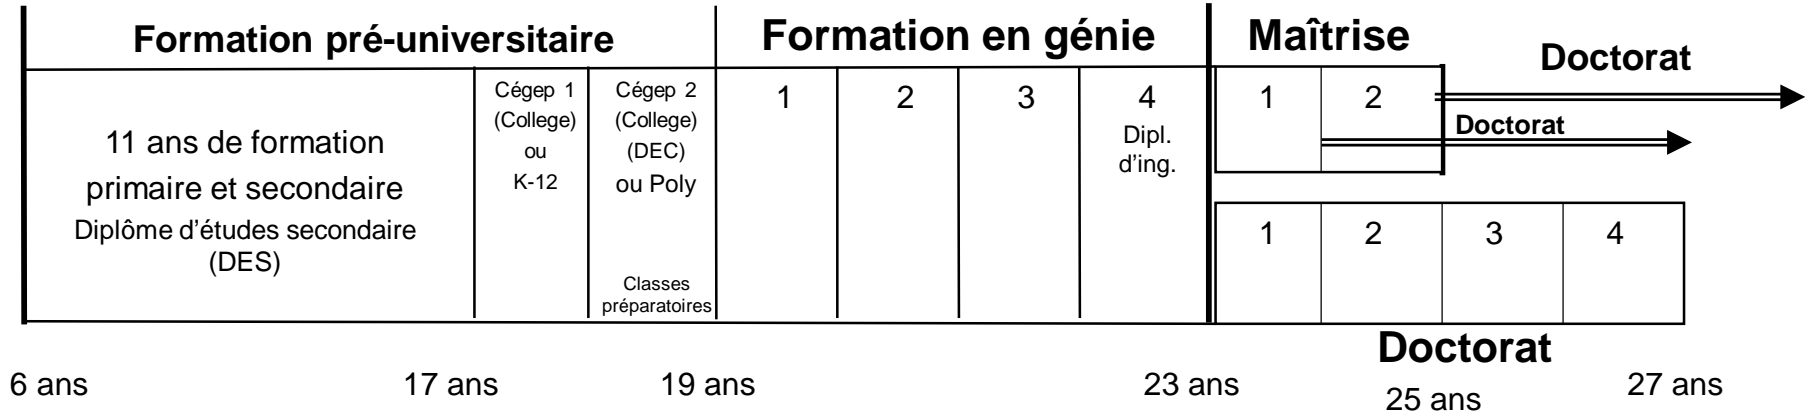 Formation pré-universitaire
Formation en génie
Maîtrise
Doctorat
11 ans de formation
primaire et secondaire
Diplôme d'études secondaire
(DES)
Cégep 1
(College)
ou
K-12
Cégep 2
(College)
(DEC)
ou Poly
Classes
préparatoires
1
2
3
4
Dipl.
d'ing.
1
2
Doctorat
1
2
3
4
Doctorat
6 ans
17 ans
19 ans
23 ans
25 ans
27 ans